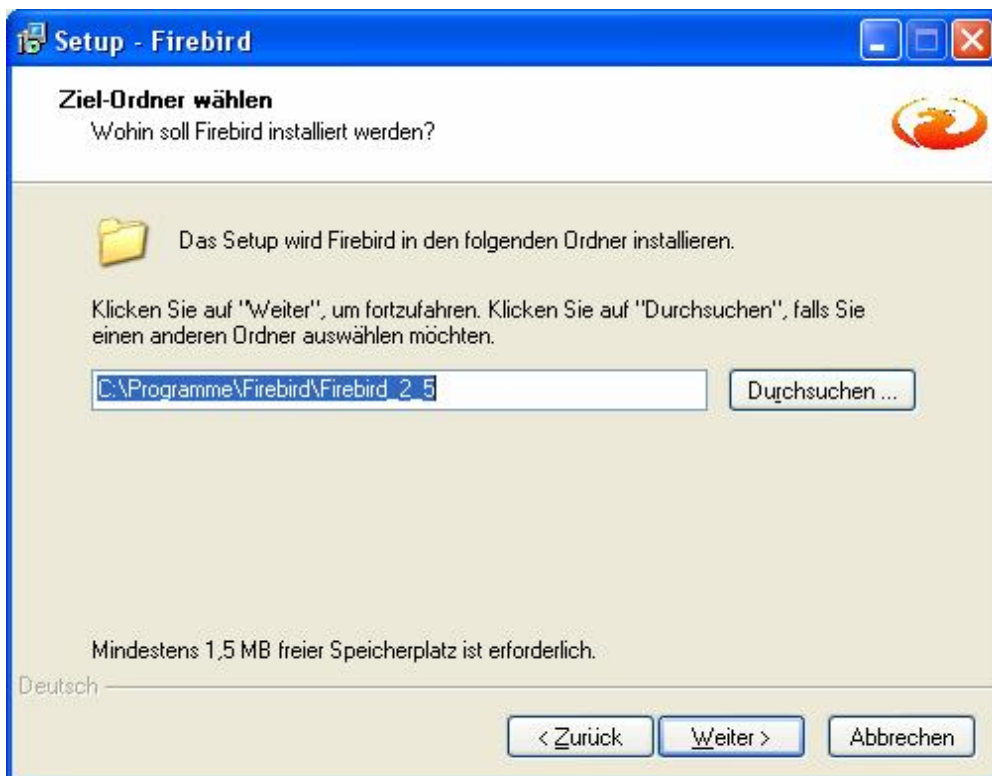 Setup - Firebird
Ziel-Ordner wählen
Wohin soll Firebird installiert werden?
Das Setup wird Firebird in den folgenden Ordner installieren.
Klicken Sie auf "Weiter", um fortzufahren. Klicken Sie auf "Durchsuchen", falls Sie
einen anderen Ordner auswählen möchten.
C:\Programme\Firebird\Firebird_2_5
Durchsuchen ...
Mindestens 1,5 MB freier Speicherplatz ist erforderlich.
Deutsch
< Zurück
Weiter >
Abbrechen